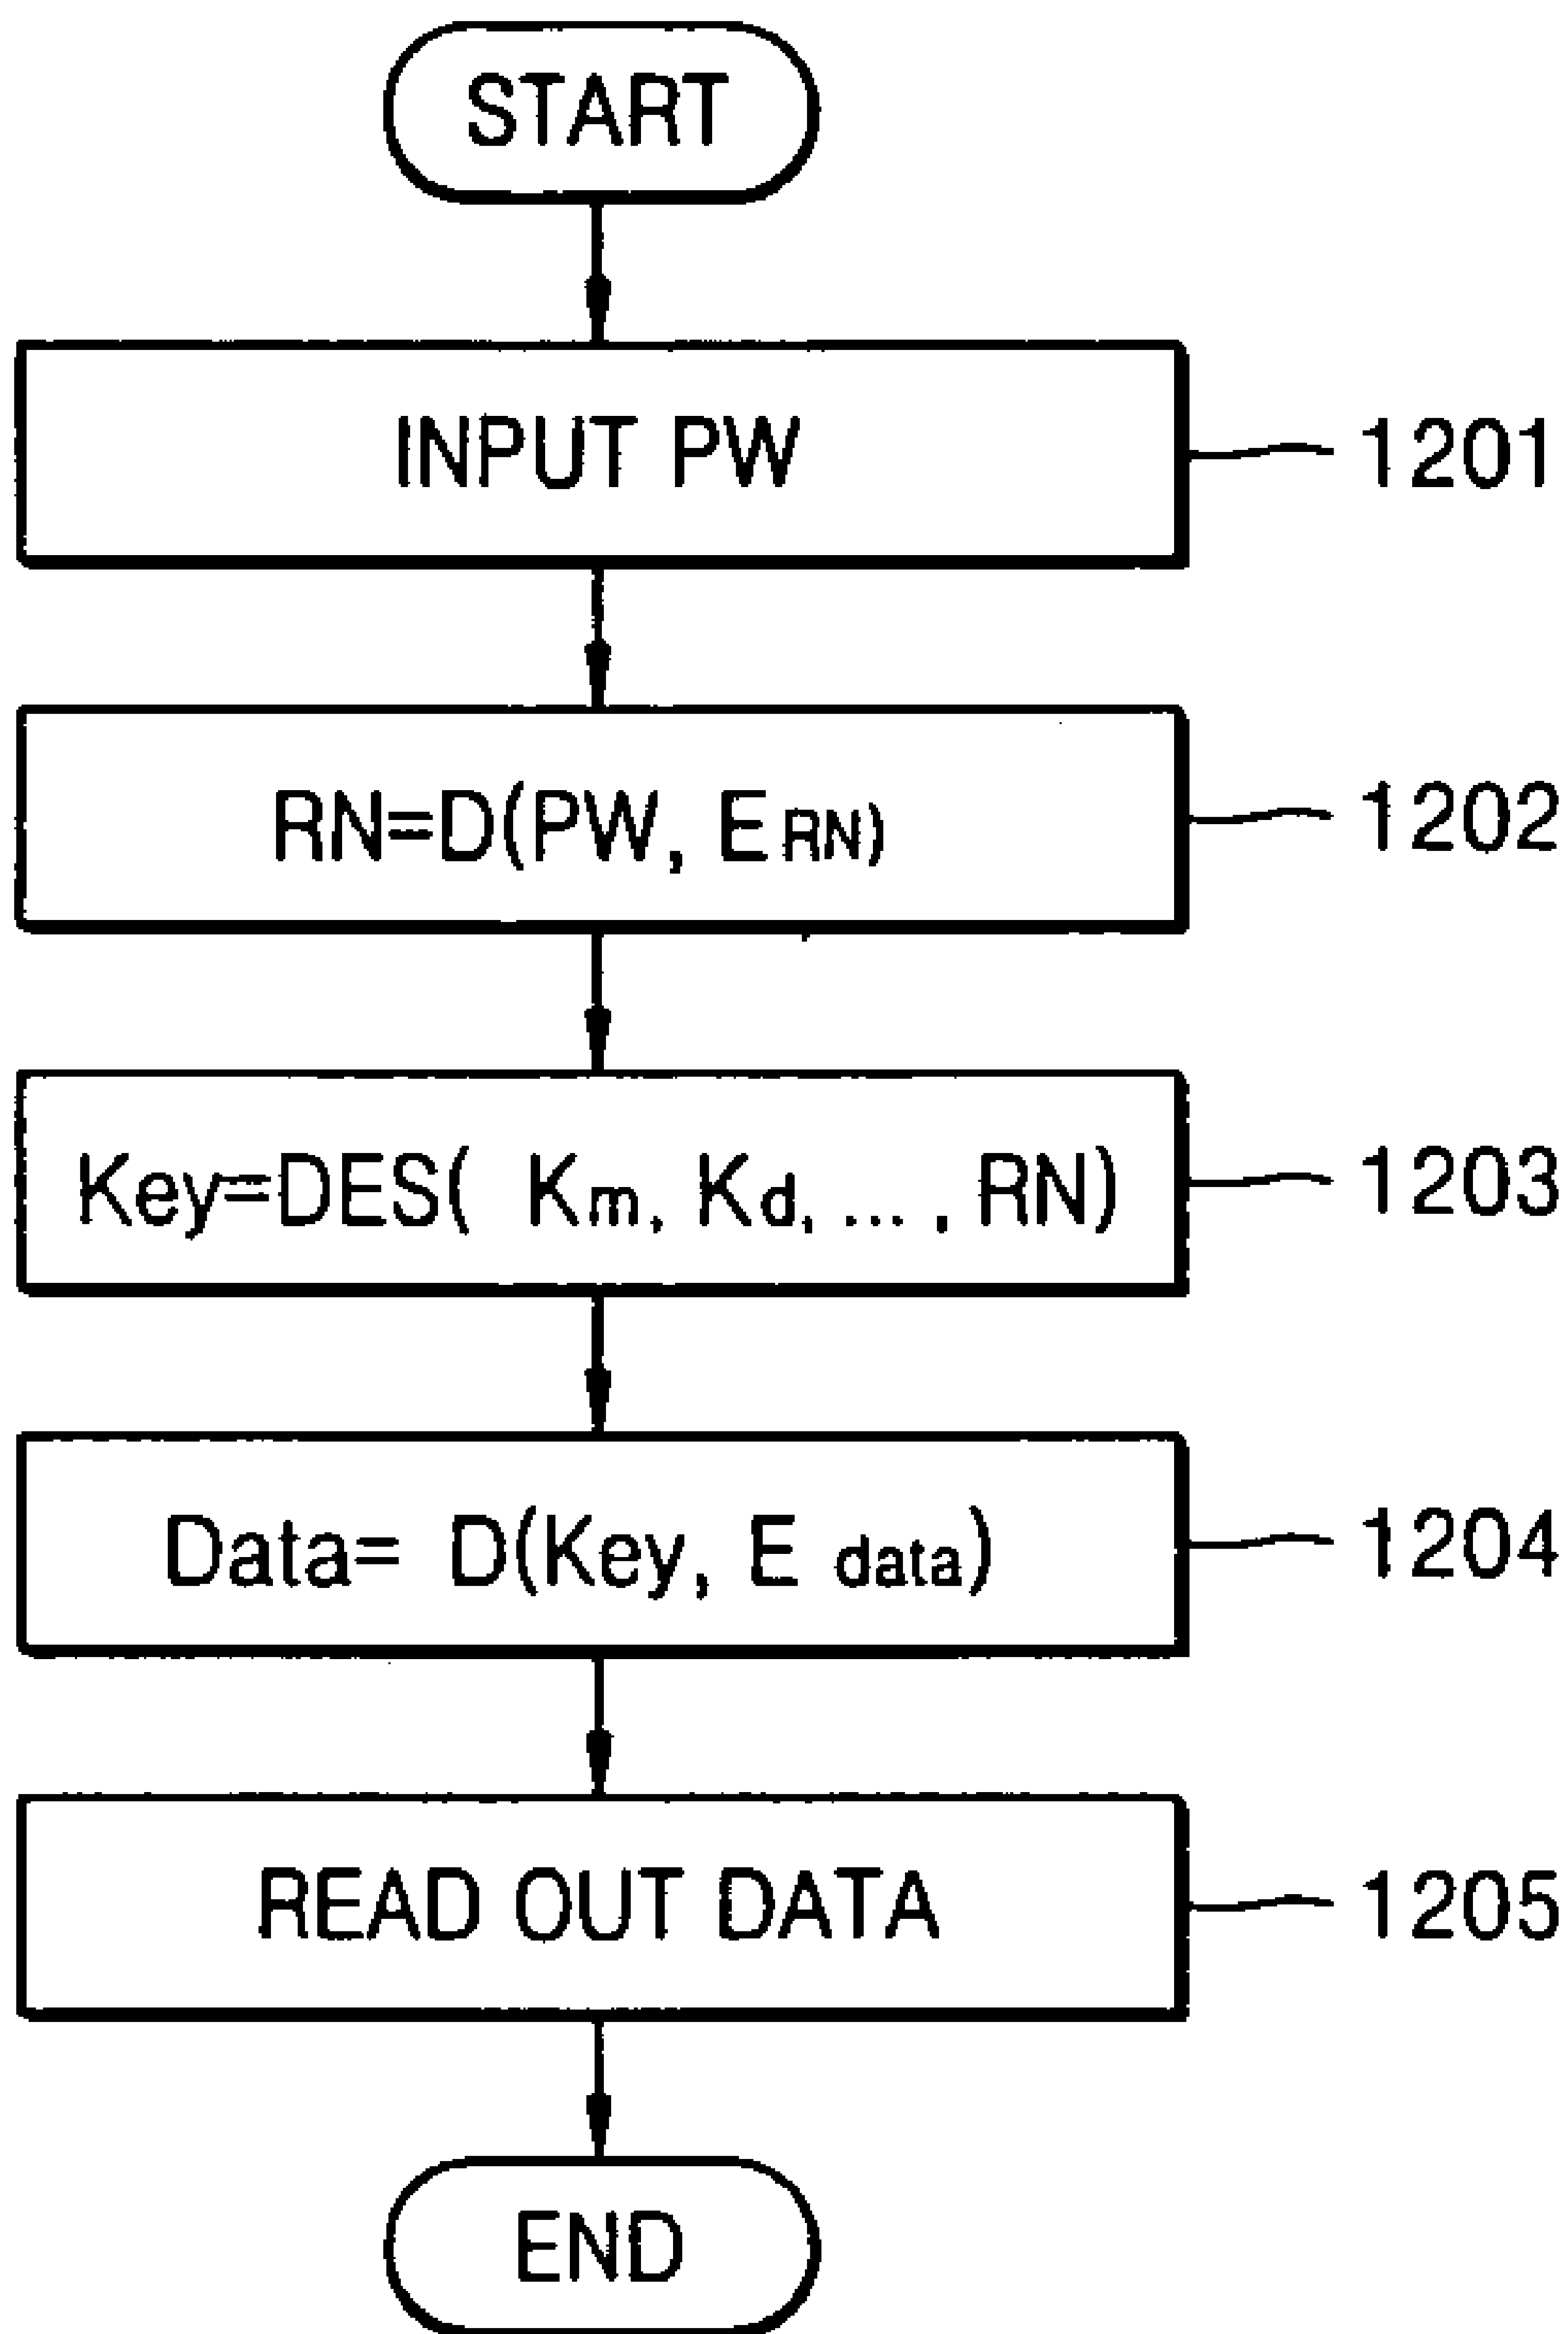 START
INPUT PW 1201
RN=D(PW, E RN) 1202
Key=DES( Km, Kd, ... , RN) 1203
Data= D(Key, E data) 1204
READ OUT DATA 1205
END